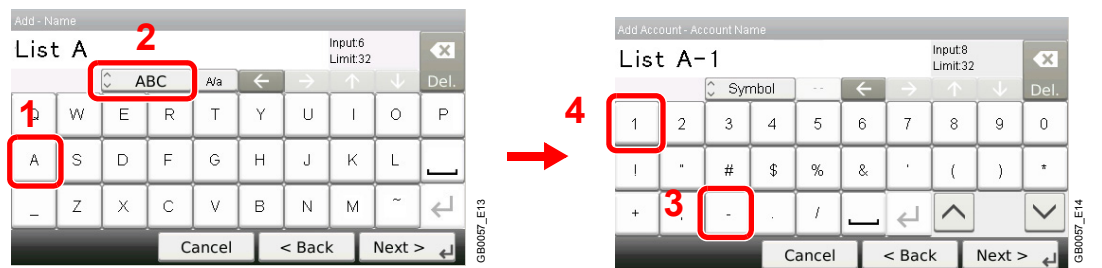 Add - Name
List A
Input:6
Limit:32
2
ABC
A/a
Del.
1
Q W E R T Y U I O P
A S D F G H J K L
_ Z X C V B N M ~
Cancel < Back Next >
GB0057_E13
Add Account - Account Name
List A-1
Input:8
Limit:32
Symbol
--
Del.
4
1 2 3 4 5 6 7 8 9 0
! " # $ % & ' ( ) *
3
+ , - . /
Cancel < Back Next >
GB0057_E14